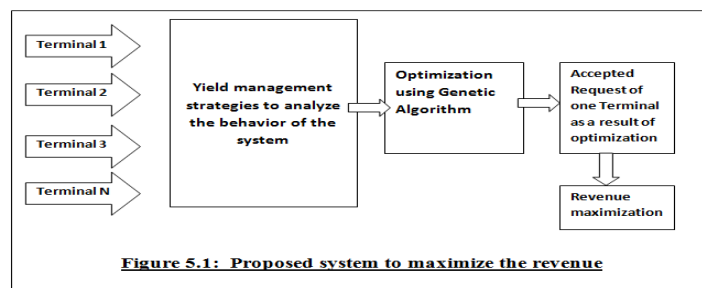 Terminal 1
Terminal 2
Terminal 3
Terminal N
Yield management
strategies to analyze
the behavior of the
system
Optimization
using Genetic
Algorithm
Accepted
Request of
one Terminal
as a result of
optimization
Revenue
maximization
Figure 5.1: Proposed system to maximize the revenue